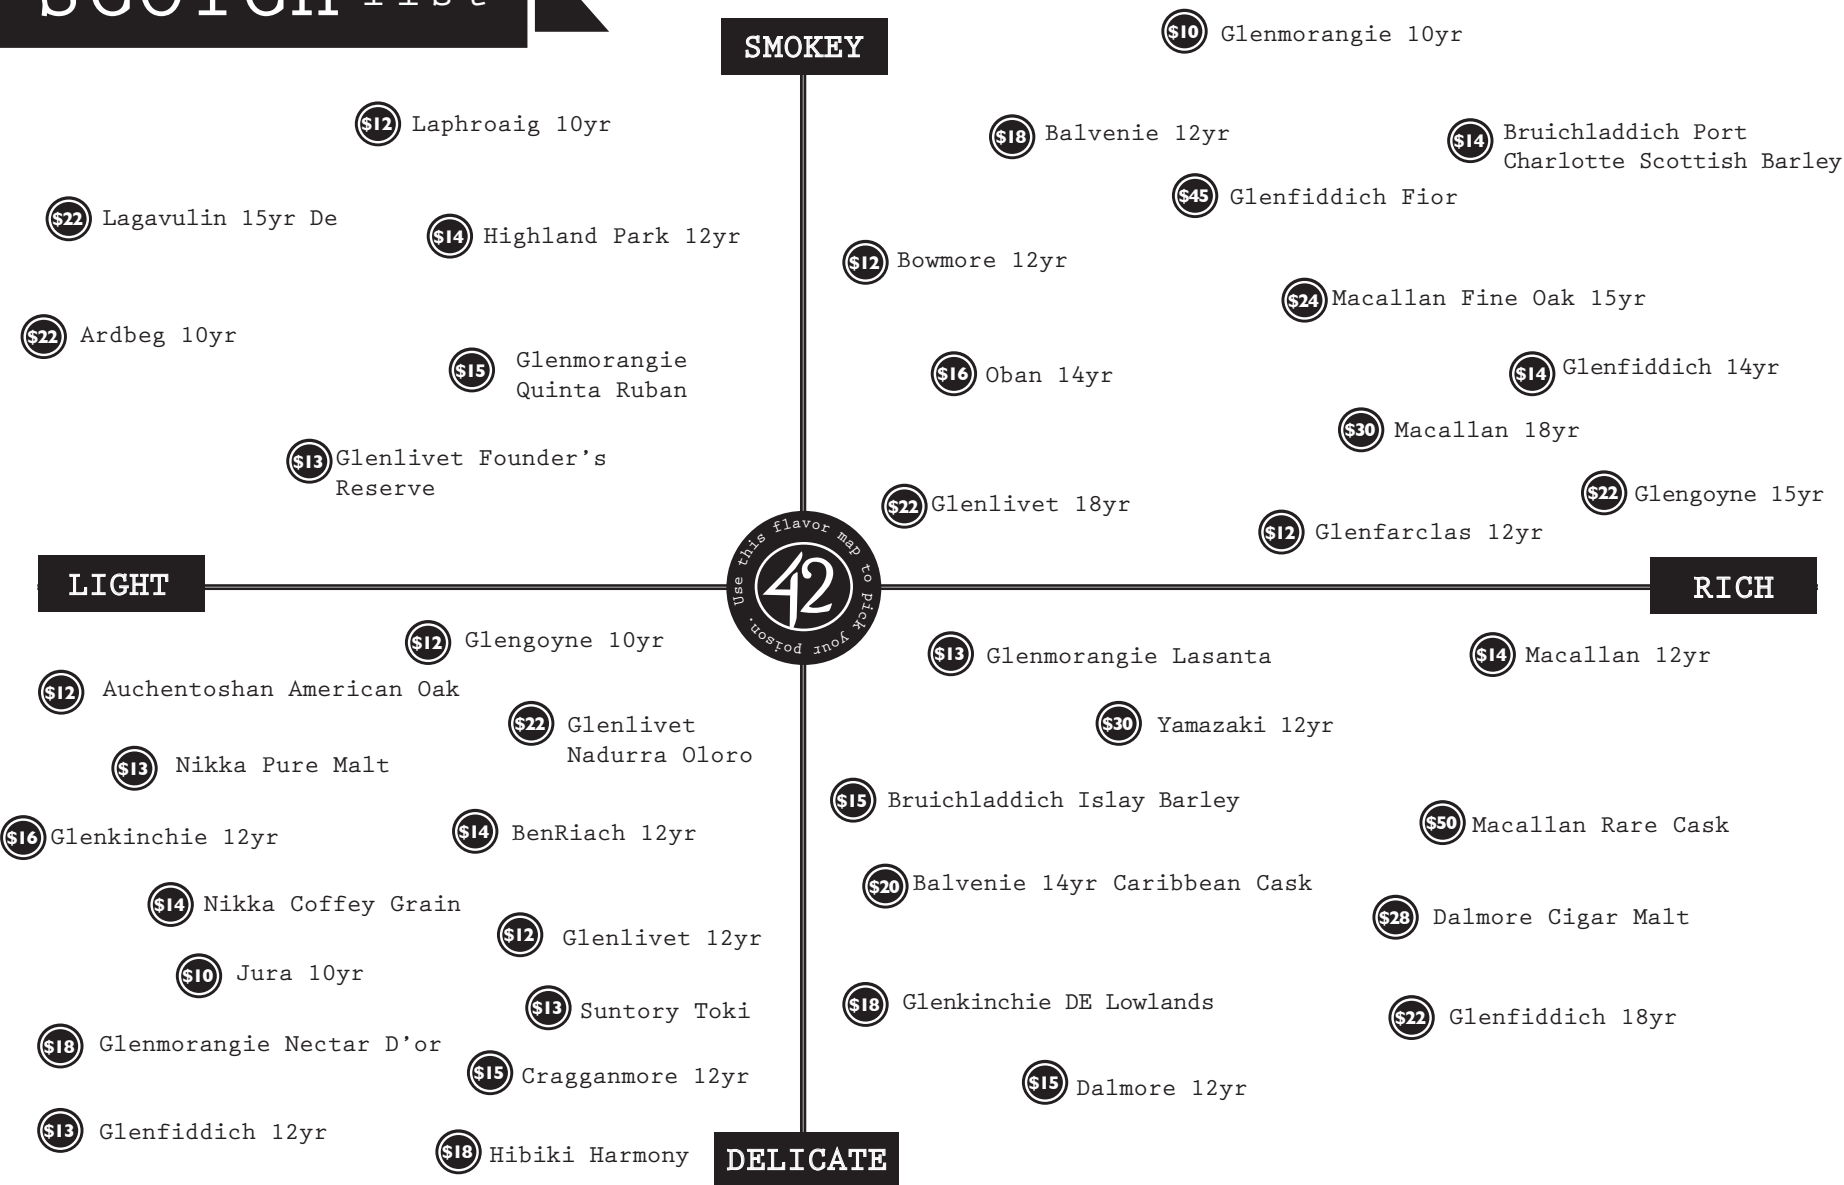 SCOTCH list
SMOKEY
$10 Glenmorangie 10yr
$12 Laphroaig 10yr
$18 Balvenie 12yr
$14 Bruichladdich Port
Charlotte Scottish Barley
$45 Glenfiddich Fior
$22 Lagavulin 15yr De
$14 Highland Park 12yr
$12 Bowmore 12yr
$24 Macallan Fine Oak 15yr
$22 Ardbeg 10yr
$15 Glenmorangie
Quinta Ruban
$16 Oban 14yr
$14 Glenfiddich 14yr
$30 Macallan 18yr
$13 Glenlivet Founder’s
Reserve
$22 Glenlivet 18yr
$22 Glengoyne 15yr
$12 Glenfarclas 12yr
LIGHT
Use this flavor map to pick your poison.
42
RICH
$12 Glengoyne 10yr
$13 Glenmorangie Lasanta
$14 Macallan 12yr
$12 Auchentoshan American Oak
$22 Glenlivet
Nadurra Oloro
$30 Yamazaki 12yr
$13 Nikka Pure Malt
$15 Bruichladdich Islay Barley
$16 Glenkinchie 12yr
$14 BenRiach 12yr
$50 Macallan Rare Cask
$20 Balvenie 14yr Caribbean Cask
$14 Nikka Coffey Grain
$28 Dalmore Cigar Malt
$12 Glenlivet 12yr
$10 Jura 10yr
$13 Suntory Toki
$18 Glenkinchie DE Lowlands
$22 Glenfiddich 18yr
$18 Glenmorangie Nectar D’or
$15 Cragganmore 12yr
$15 Dalmore 12yr
$13 Glenfiddich 12yr
$18 Hibiki Harmony
DELICATE